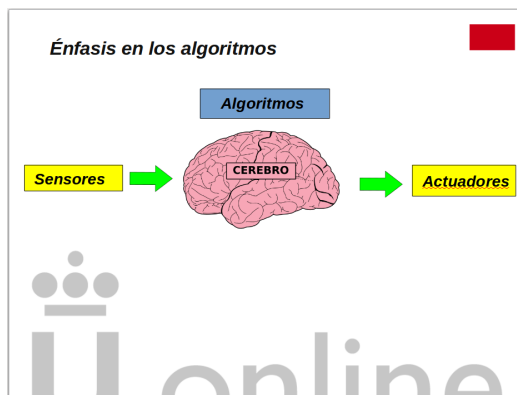 Énfasis en los algoritmos
Algoritmos
CEREBRO
Sensores
Actuadores
U online